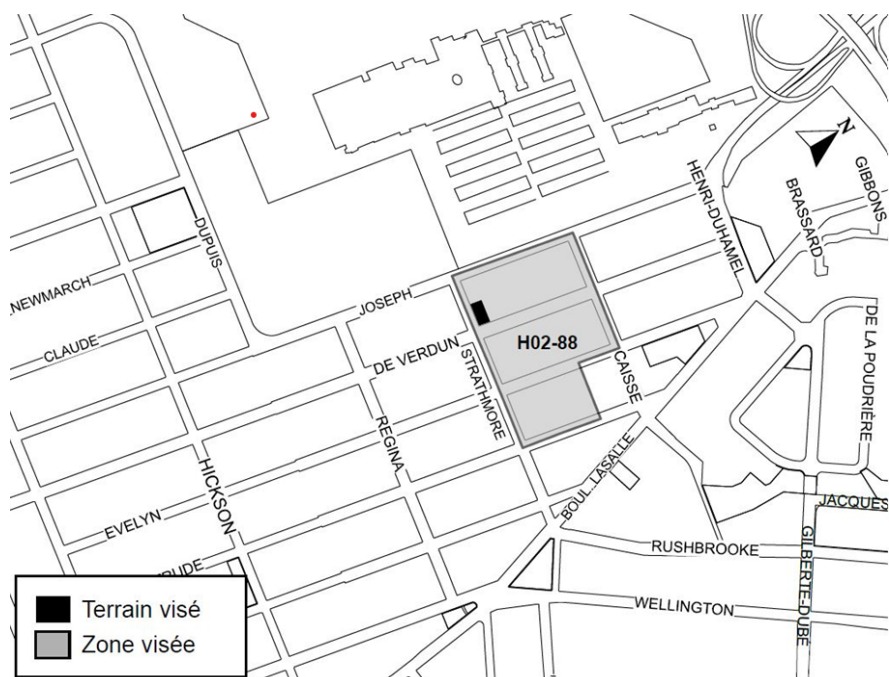 N
GIBBONS
BRASSARD
HENRI-DUHAMEL
DUPUIS
NEWMARCH
JOSEPH
CLAUDE
DE VERDUN
H02-88
STRATHMORE
CAISSE
DE LA POUDRIÈRE
REGINA
HICKSON
BOUL. LASALLE
EVELYN
JACQUES
RUSHBROOKE
GILBERTE-DUBÉ
RUDE
WELLINGTON
Terrain visé
Zone visée